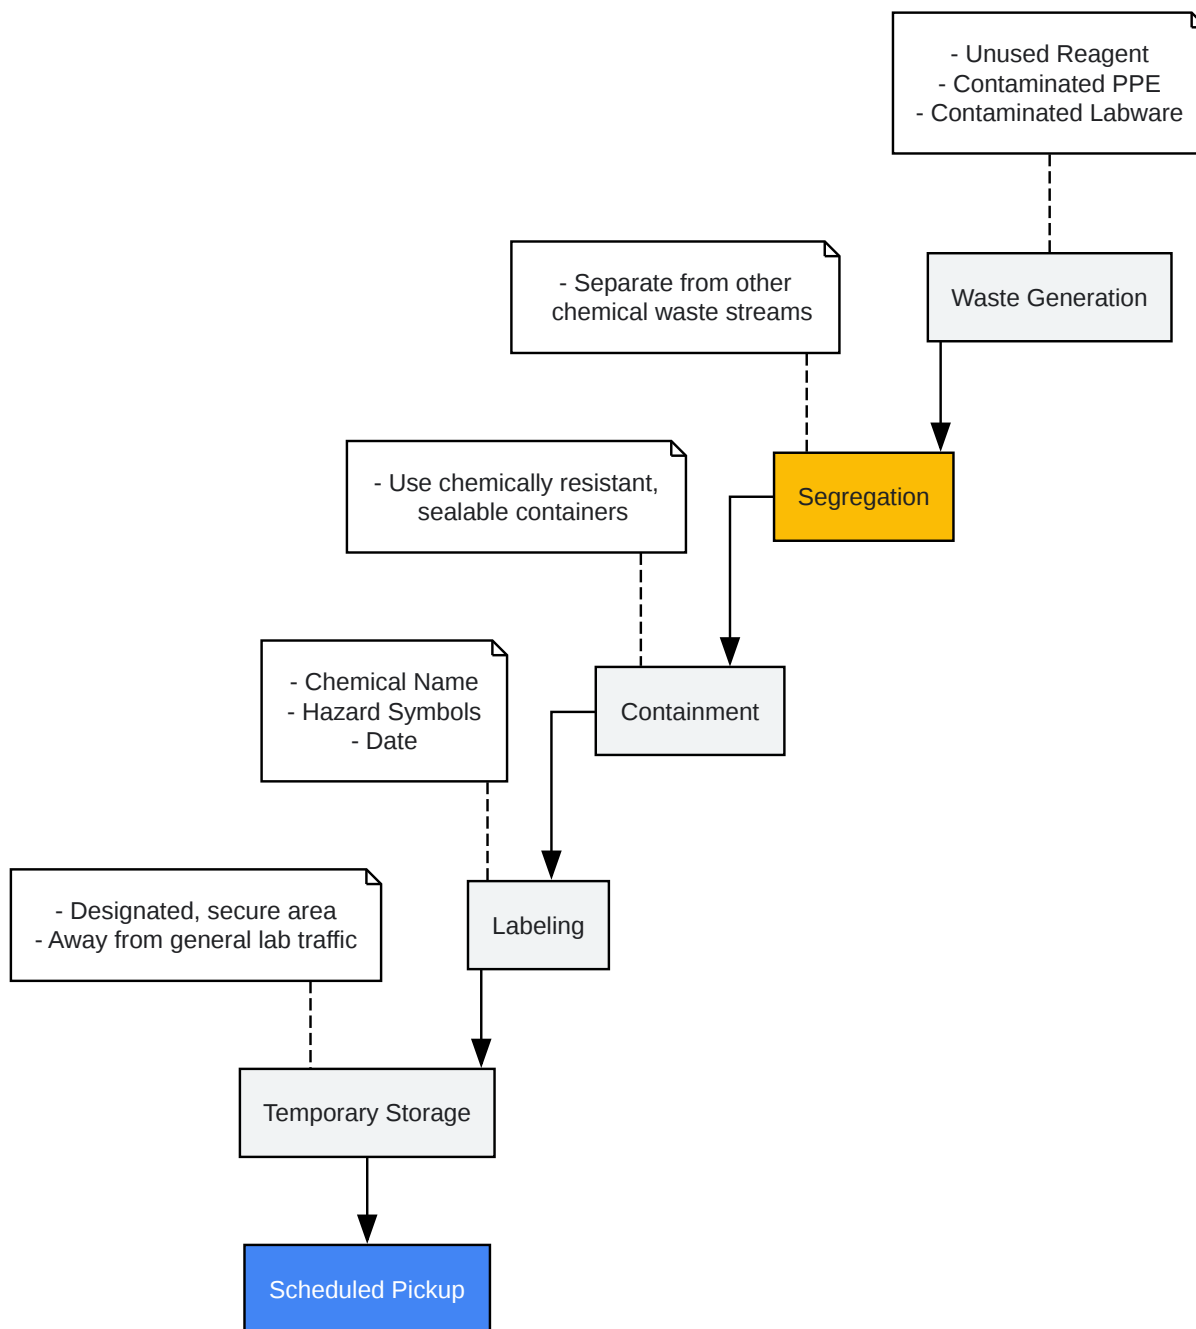 - Unused Reagent
- Contaminated PPE
- Contaminated Labware
Waste Generation
- Separate from other
chemical waste streams
Segregation
- Use chemically resistant,
sealable containers
Containment
- Chemical Name
- Hazard Symbols
- Date
Labeling
- Designated, secure area
- Away from general lab traffic
Temporary Storage
Scheduled Pickup